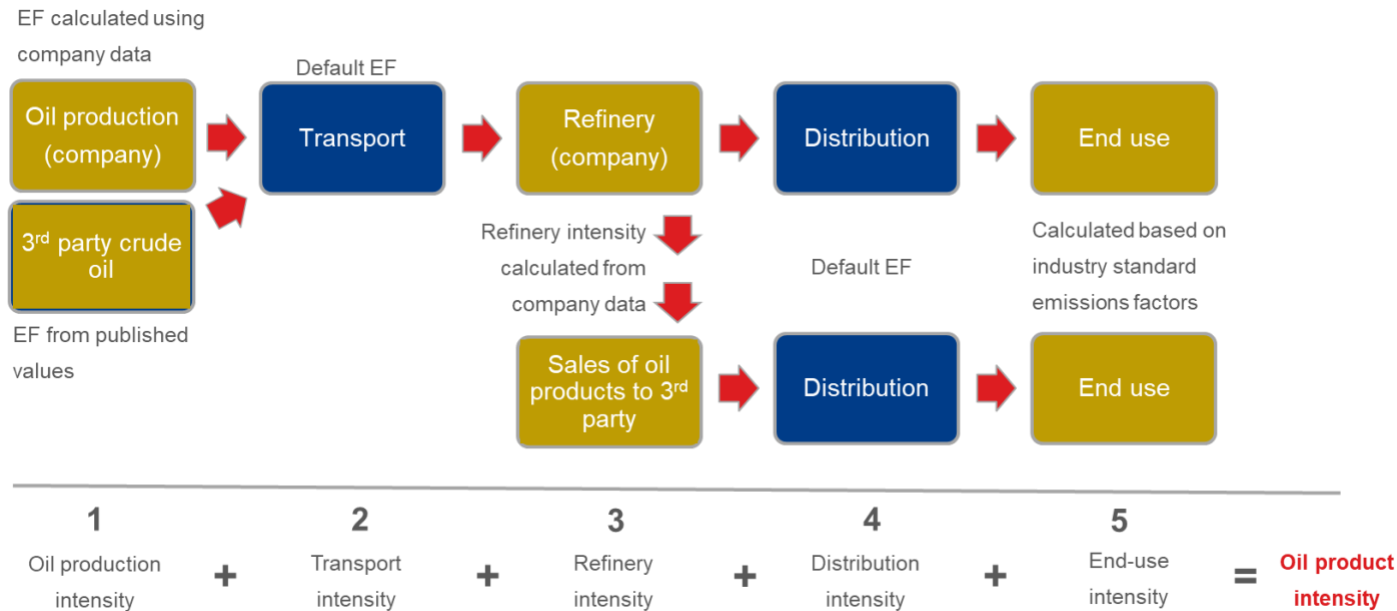 EF calculated using
company data
Default EF
Oil production
(company)
Transport
Refinery
(company)
Distribution
End use
3rd party crude
oil
EF from published
values
Refinery intensity
calculated from
company data
Default EF
Calculated based on
industry standard
emissions factors
Sales of oil
products to 3rd
party
Distribution
End use
1
2
3
4
5
Oil production
intensity
+
Transport
intensity
+
Refinery
intensity
+
Distribution
intensity
+
End-use
intensity
=
Oil product
intensity